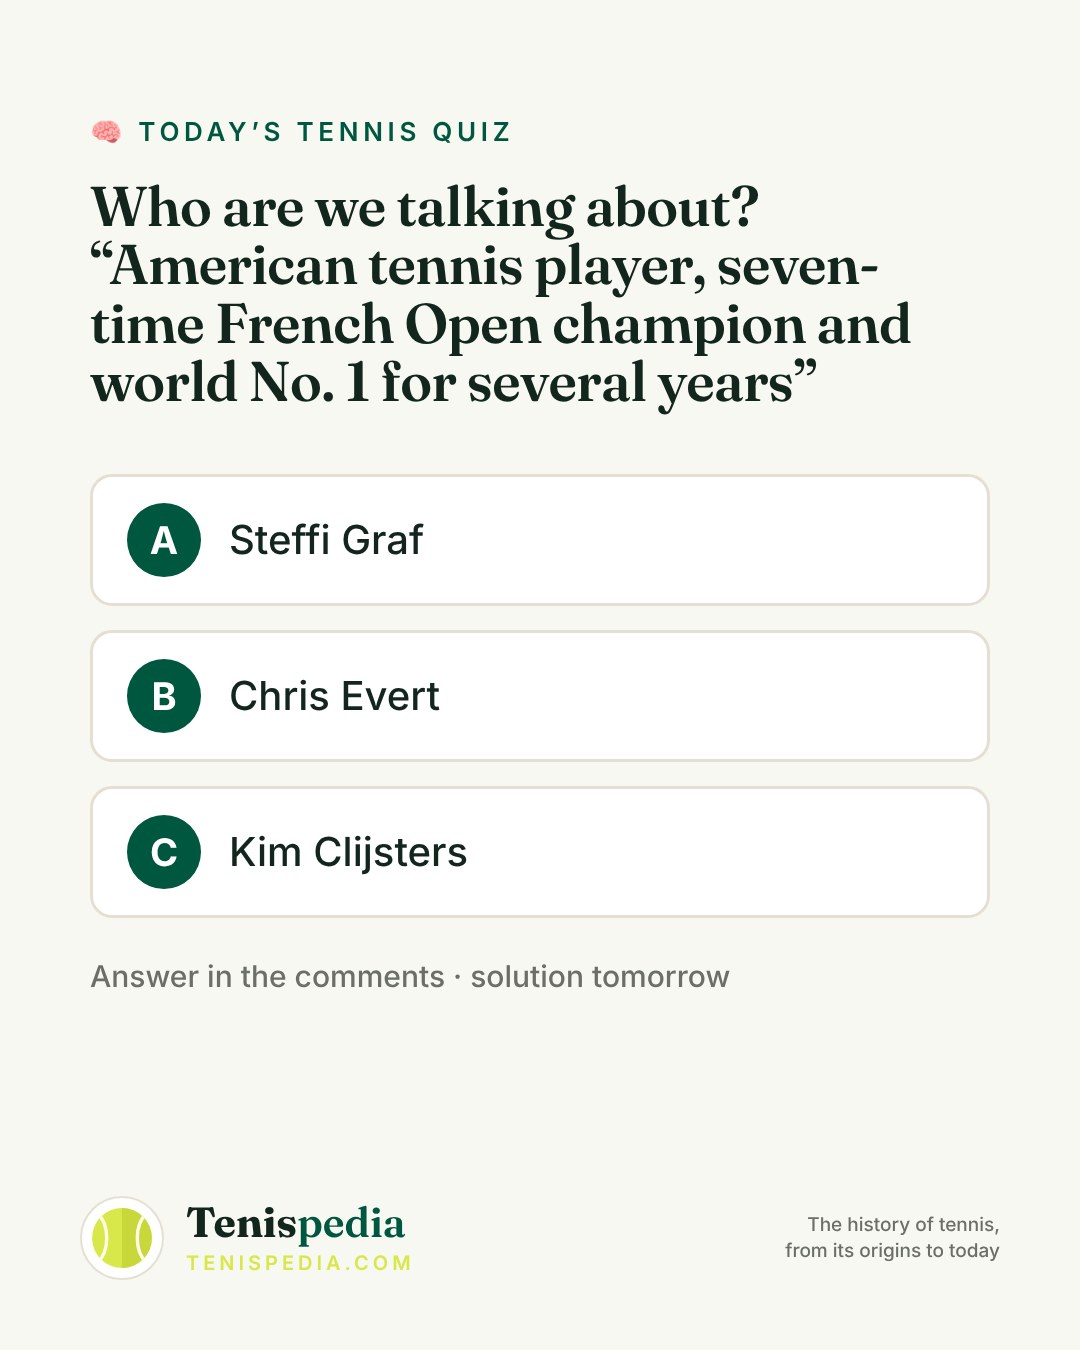 🧠 TODAY’S TENNIS QUIZ
Who are we talking about?
“American tennis player, seven-
time French Open champion and
world No. 1 for several years”
A Steffi Graf
B Chris Evert
C Kim Clijsters
Answer in the comments · solution tomorrow
Tenispedia
TENISPEDIA.COM
The history of tennis,
from its origins to today